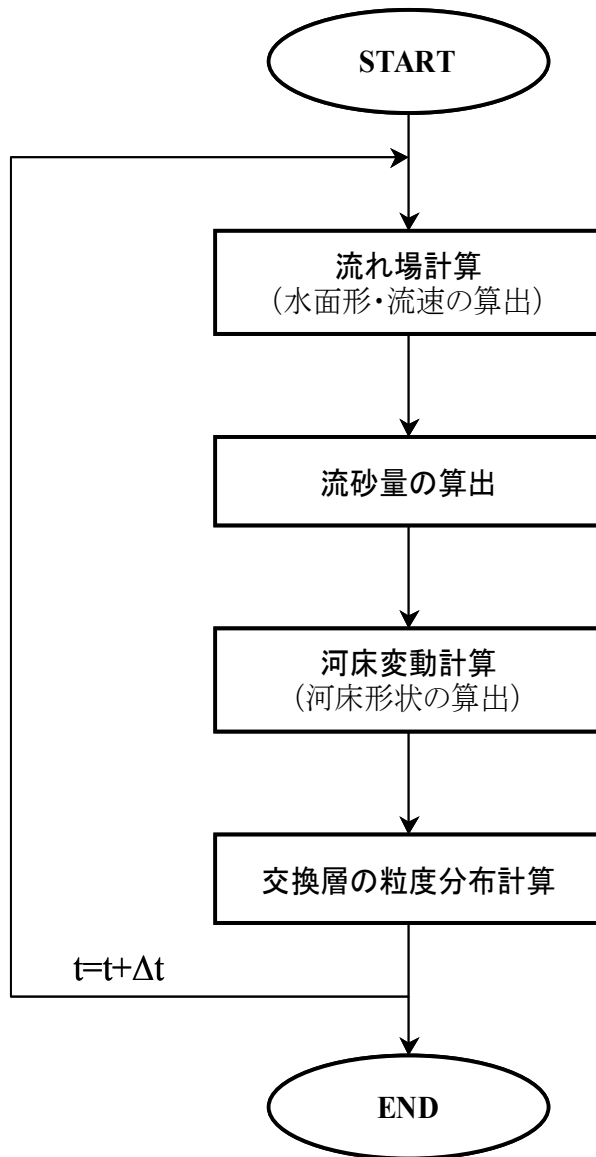 START
流れ場計算
（水面形・流速の算出）
流砂量の算出
河床変動計算
（河床形状の算出）
交換層の粒度分布計算
t=t+Δt
END